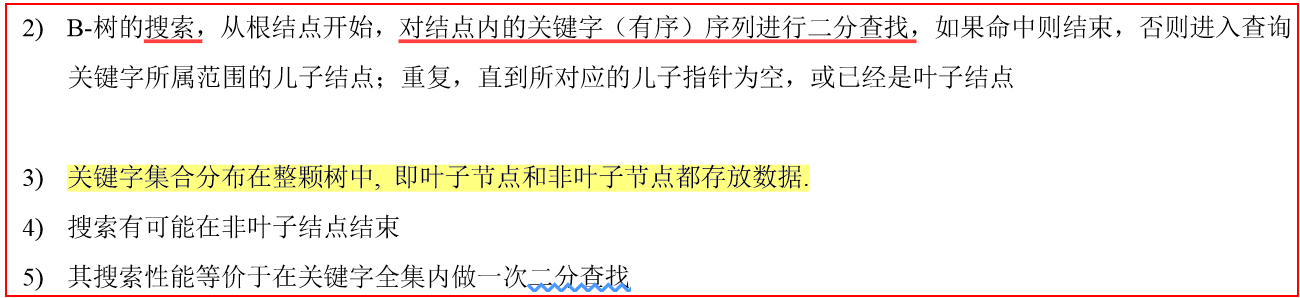 2) B-树的搜索，从根结点开始，对结点内的关键字（有序）序列进行二分查找，如果命中则结束，否则进入查询
关键字所属范围的儿子结点；重复，直到所对应的儿子指针为空，或已经是叶子结点
3) 关键字集合分布在整颗树中, 即叶子节点和非叶子节点都存放数据.
4) 搜索有可能在非叶子结点结束
5) 其搜索性能等价于在关键字全集内做一次二分查找